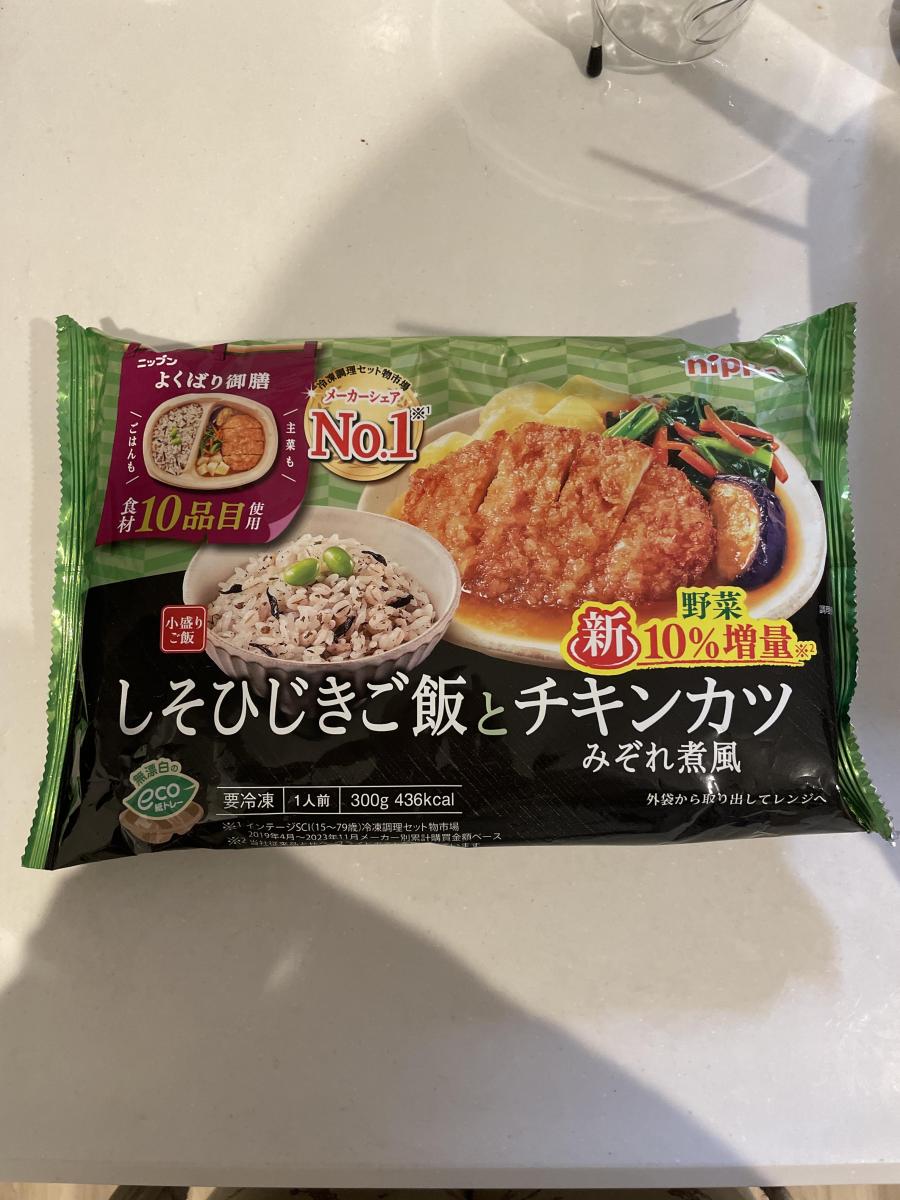 ニップン
よくばり御膳
ごはんも
主菜も
食材10品目使用
冷凍調理セット物市場
メーカーシェア
No.1※1
小盛り
ご飯
新
野菜
10%増量※2
しそひじきご飯とチキンカツ
みぞれ煮風
無漂白の
eco
紙トレー
要冷凍 1人前 300g 436kcal
外袋から取り出してレンジへ
※1 インテージSCI(15〜79歳)冷凍調理セット物市場
2019年4月〜2023年11月メーカー別累計購買金額ベース
※2